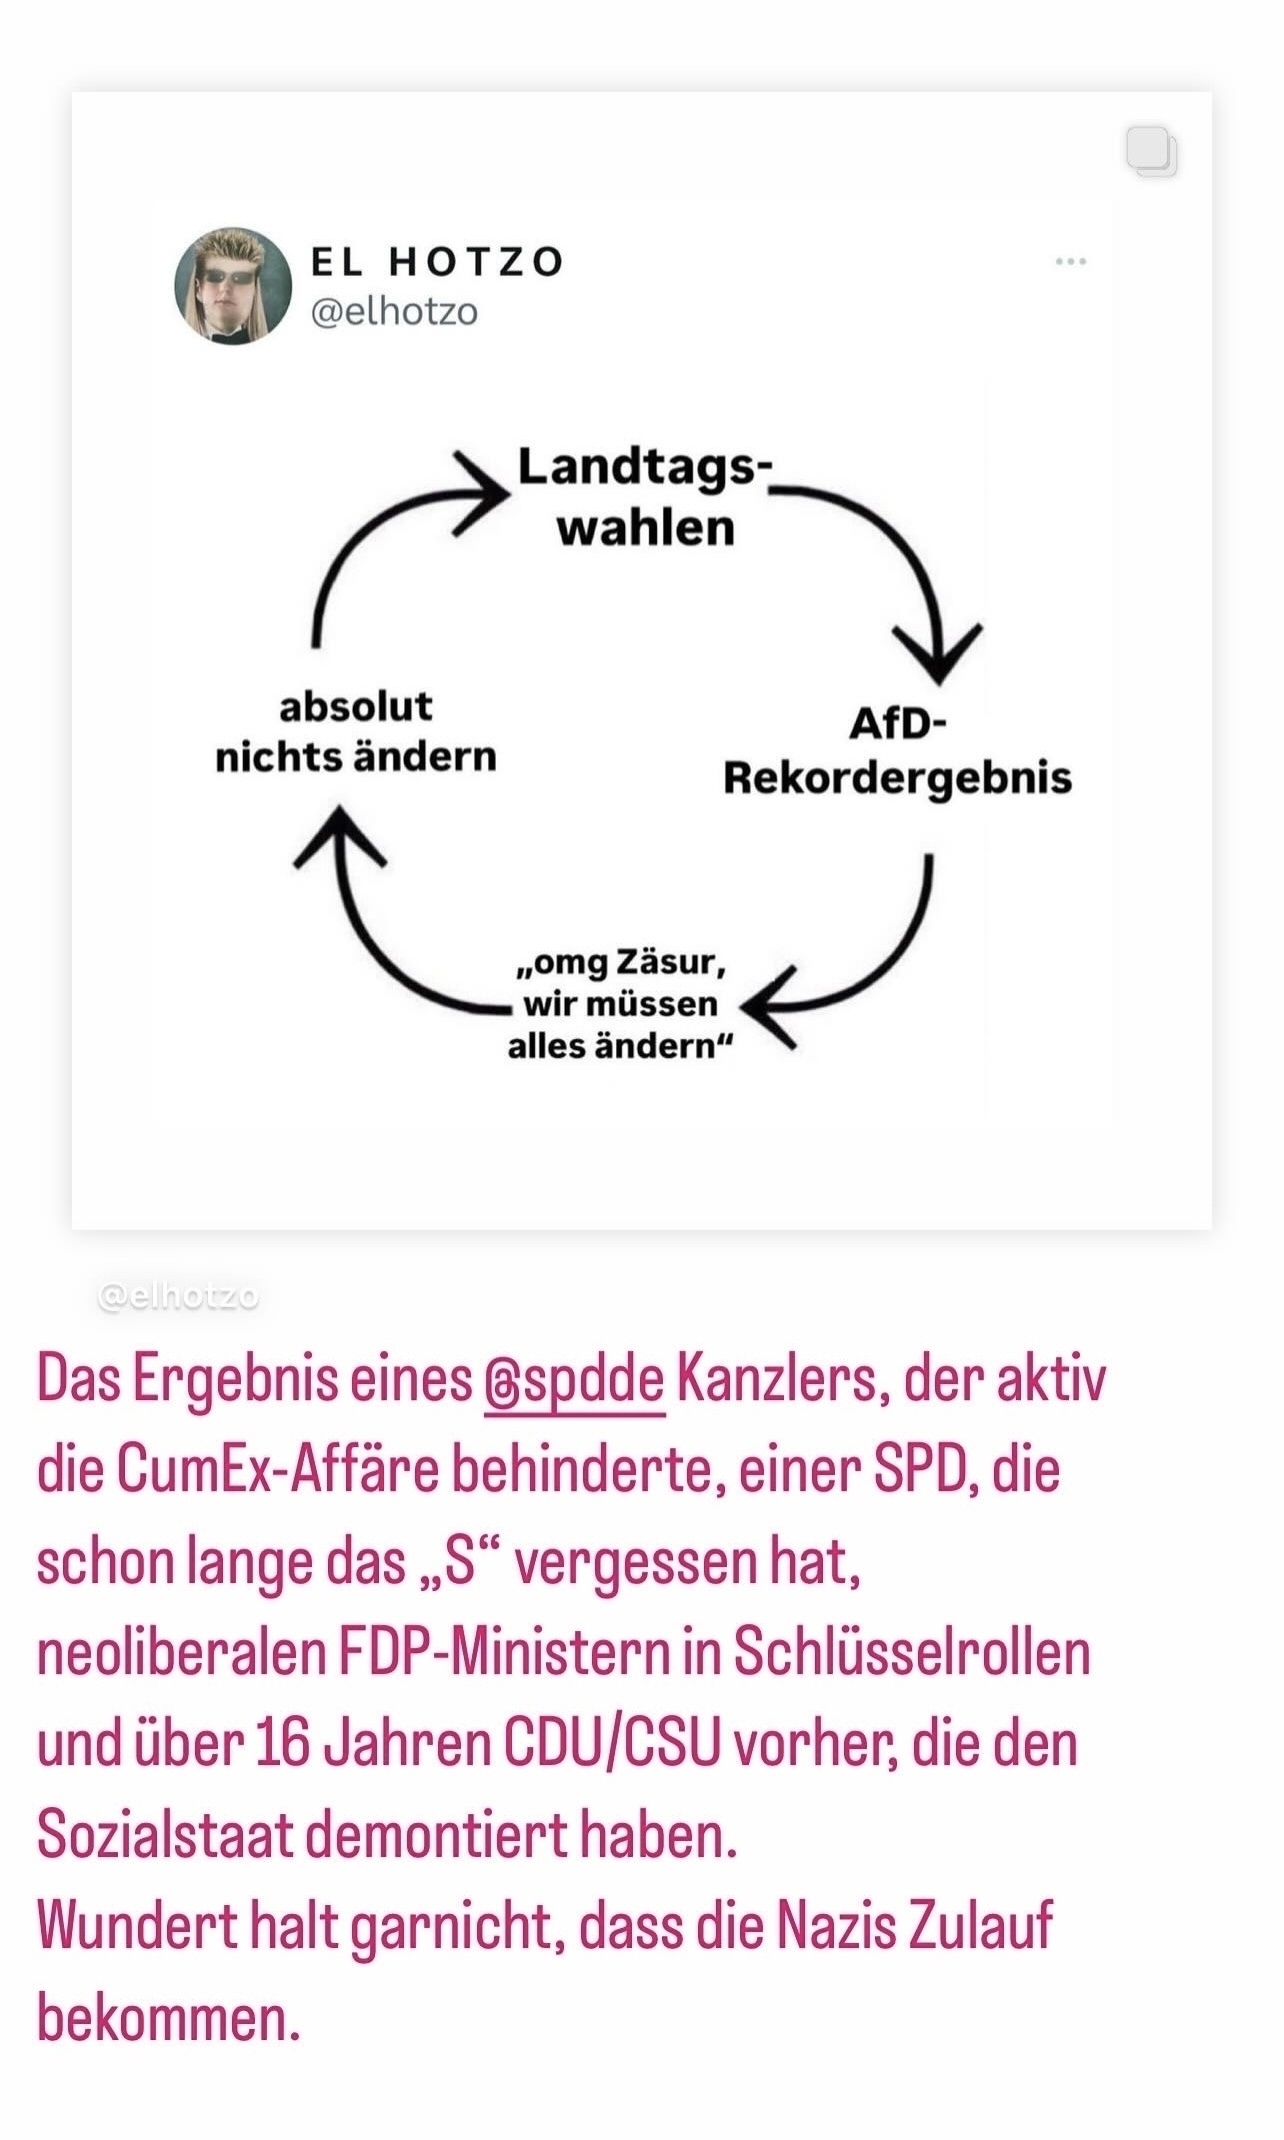 EL HOTZO
@elhotzo
Landtags-
wahlen
AfD-
Rekordergebnis
„omg Zäsur,
wir müssen
alles ändern“
absolut
nichts ändern
@elhotzo
Das Ergebnis eines @spdde Kanzlers, der aktiv
die CumEx-Affäre behinderte, einer SPD, die
schon lange das „S“ vergessen hat,
neoliberalen FDP-Ministern in Schlüsselrollen
und über 16 Jahren CDU/CSU vorher, die den
Sozialstaat demontiert haben.
Wundert halt garnicht, dass die Nazis Zulauf
bekommen.